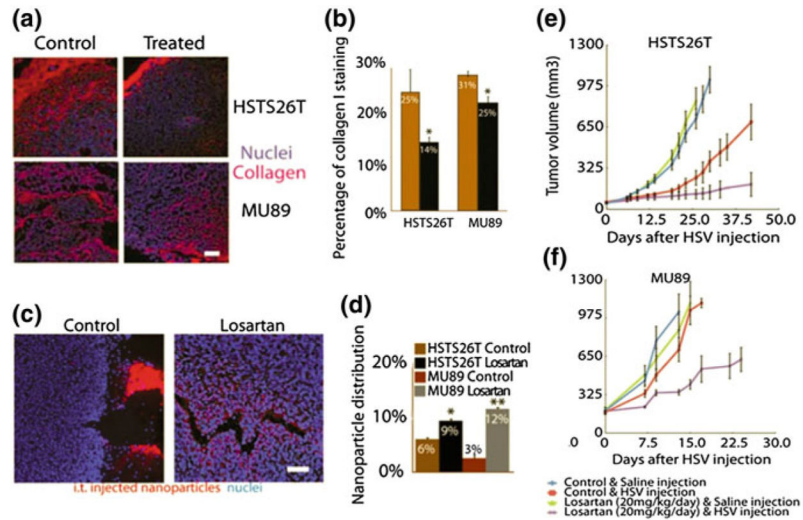 (a)
Control Treated
HSTS26T
Nuclei
Collagen
MU89
(b)
Percentage of collagen I staining
30%
20%
10%
0%
25%
*
14%
31%
*
25%
HSTS26T MU89
(c)
Control Losartan
i.t. injected nanoparticles nuclei
(d)
Nanoparticle distribution
20%
10%
0%
HSTS26T Control
HSTS26T Losartan
MU89 Control
MU89 Losartan
6%
*
9%
3%
**
12%
(e)
HSTS26T
Tumor volume (mm3)
1300
975
650
325
0
0 12.5 25.0 37.5 50.0
Days after HSV injection
(f)
MU89
1300
975
650
325
0
0 7.5 15.0 30.0
Days after HSV injection
Control & Saline injection
Control & HSV injection
Losartan (20mg/kg/day) & Saline injection
Losartan (20mg/kg/day) & HSV injection